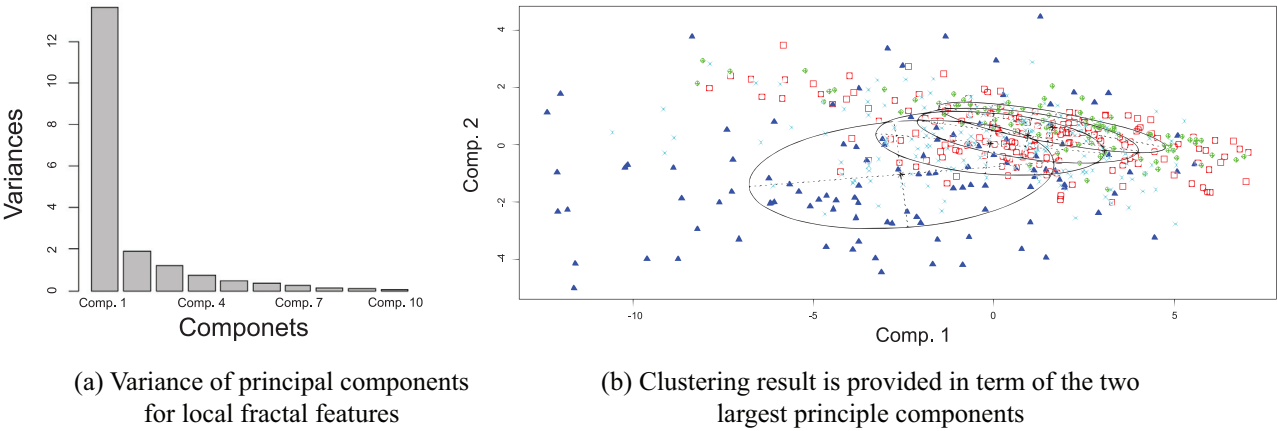 Variances
12
10
8
6
4
2
0
Comp. 1
Comp. 4
Comp. 7
Comp. 10
Componets
(a) Variance of principal components
for local fractal features
Comp. 2
4
2
0
-2
4
-10
-5
0
5
Comp. 1
(b) Clustering result is provided in term of the two
largest principle components